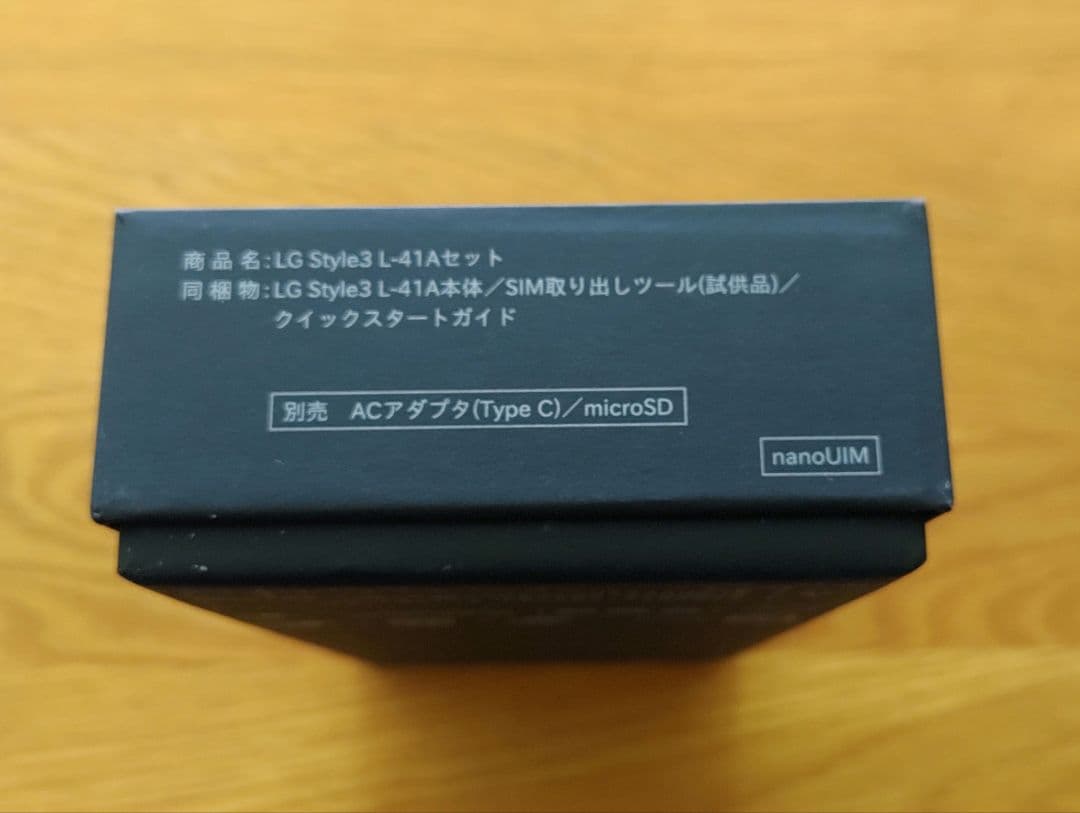 商品名:LG Style3 L-41Aセット
同梱物:LG Style3 L-41A本体／SIM取り出しツール(試供品)／
クイックスタートガイド
別売　ACアダプタ(Type C)／microSD
nanoUIM